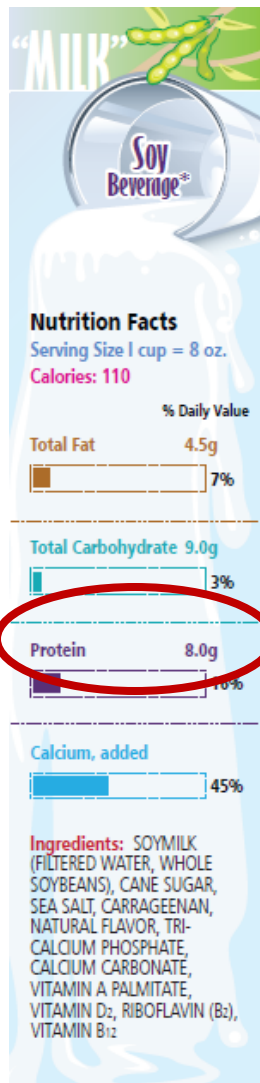 “MILK”
Soy
Beverage*
Nutrition Facts
Serving Size I cup = 8 oz.
Calories: 110
% Daily Value
Total Fat 4.5g
7%
Total Carbohydrate 9.0g
3%
Protein 8.0g
16%
Calcium, added
45%
Ingredients: SOYMILK
(FILTERED WATER, WHOLE
SOYBEANS), CANE SUGAR,
SEA SALT, CARRAGEENAN,
NATURAL FLAVOR, TRI-
CALCIUM PHOSPHATE,
CALCIUM CARBONATE,
VITAMIN A PALMITATE,
VITAMIN D2, RIBOFLAVIN (B2),
VITAMIN B12